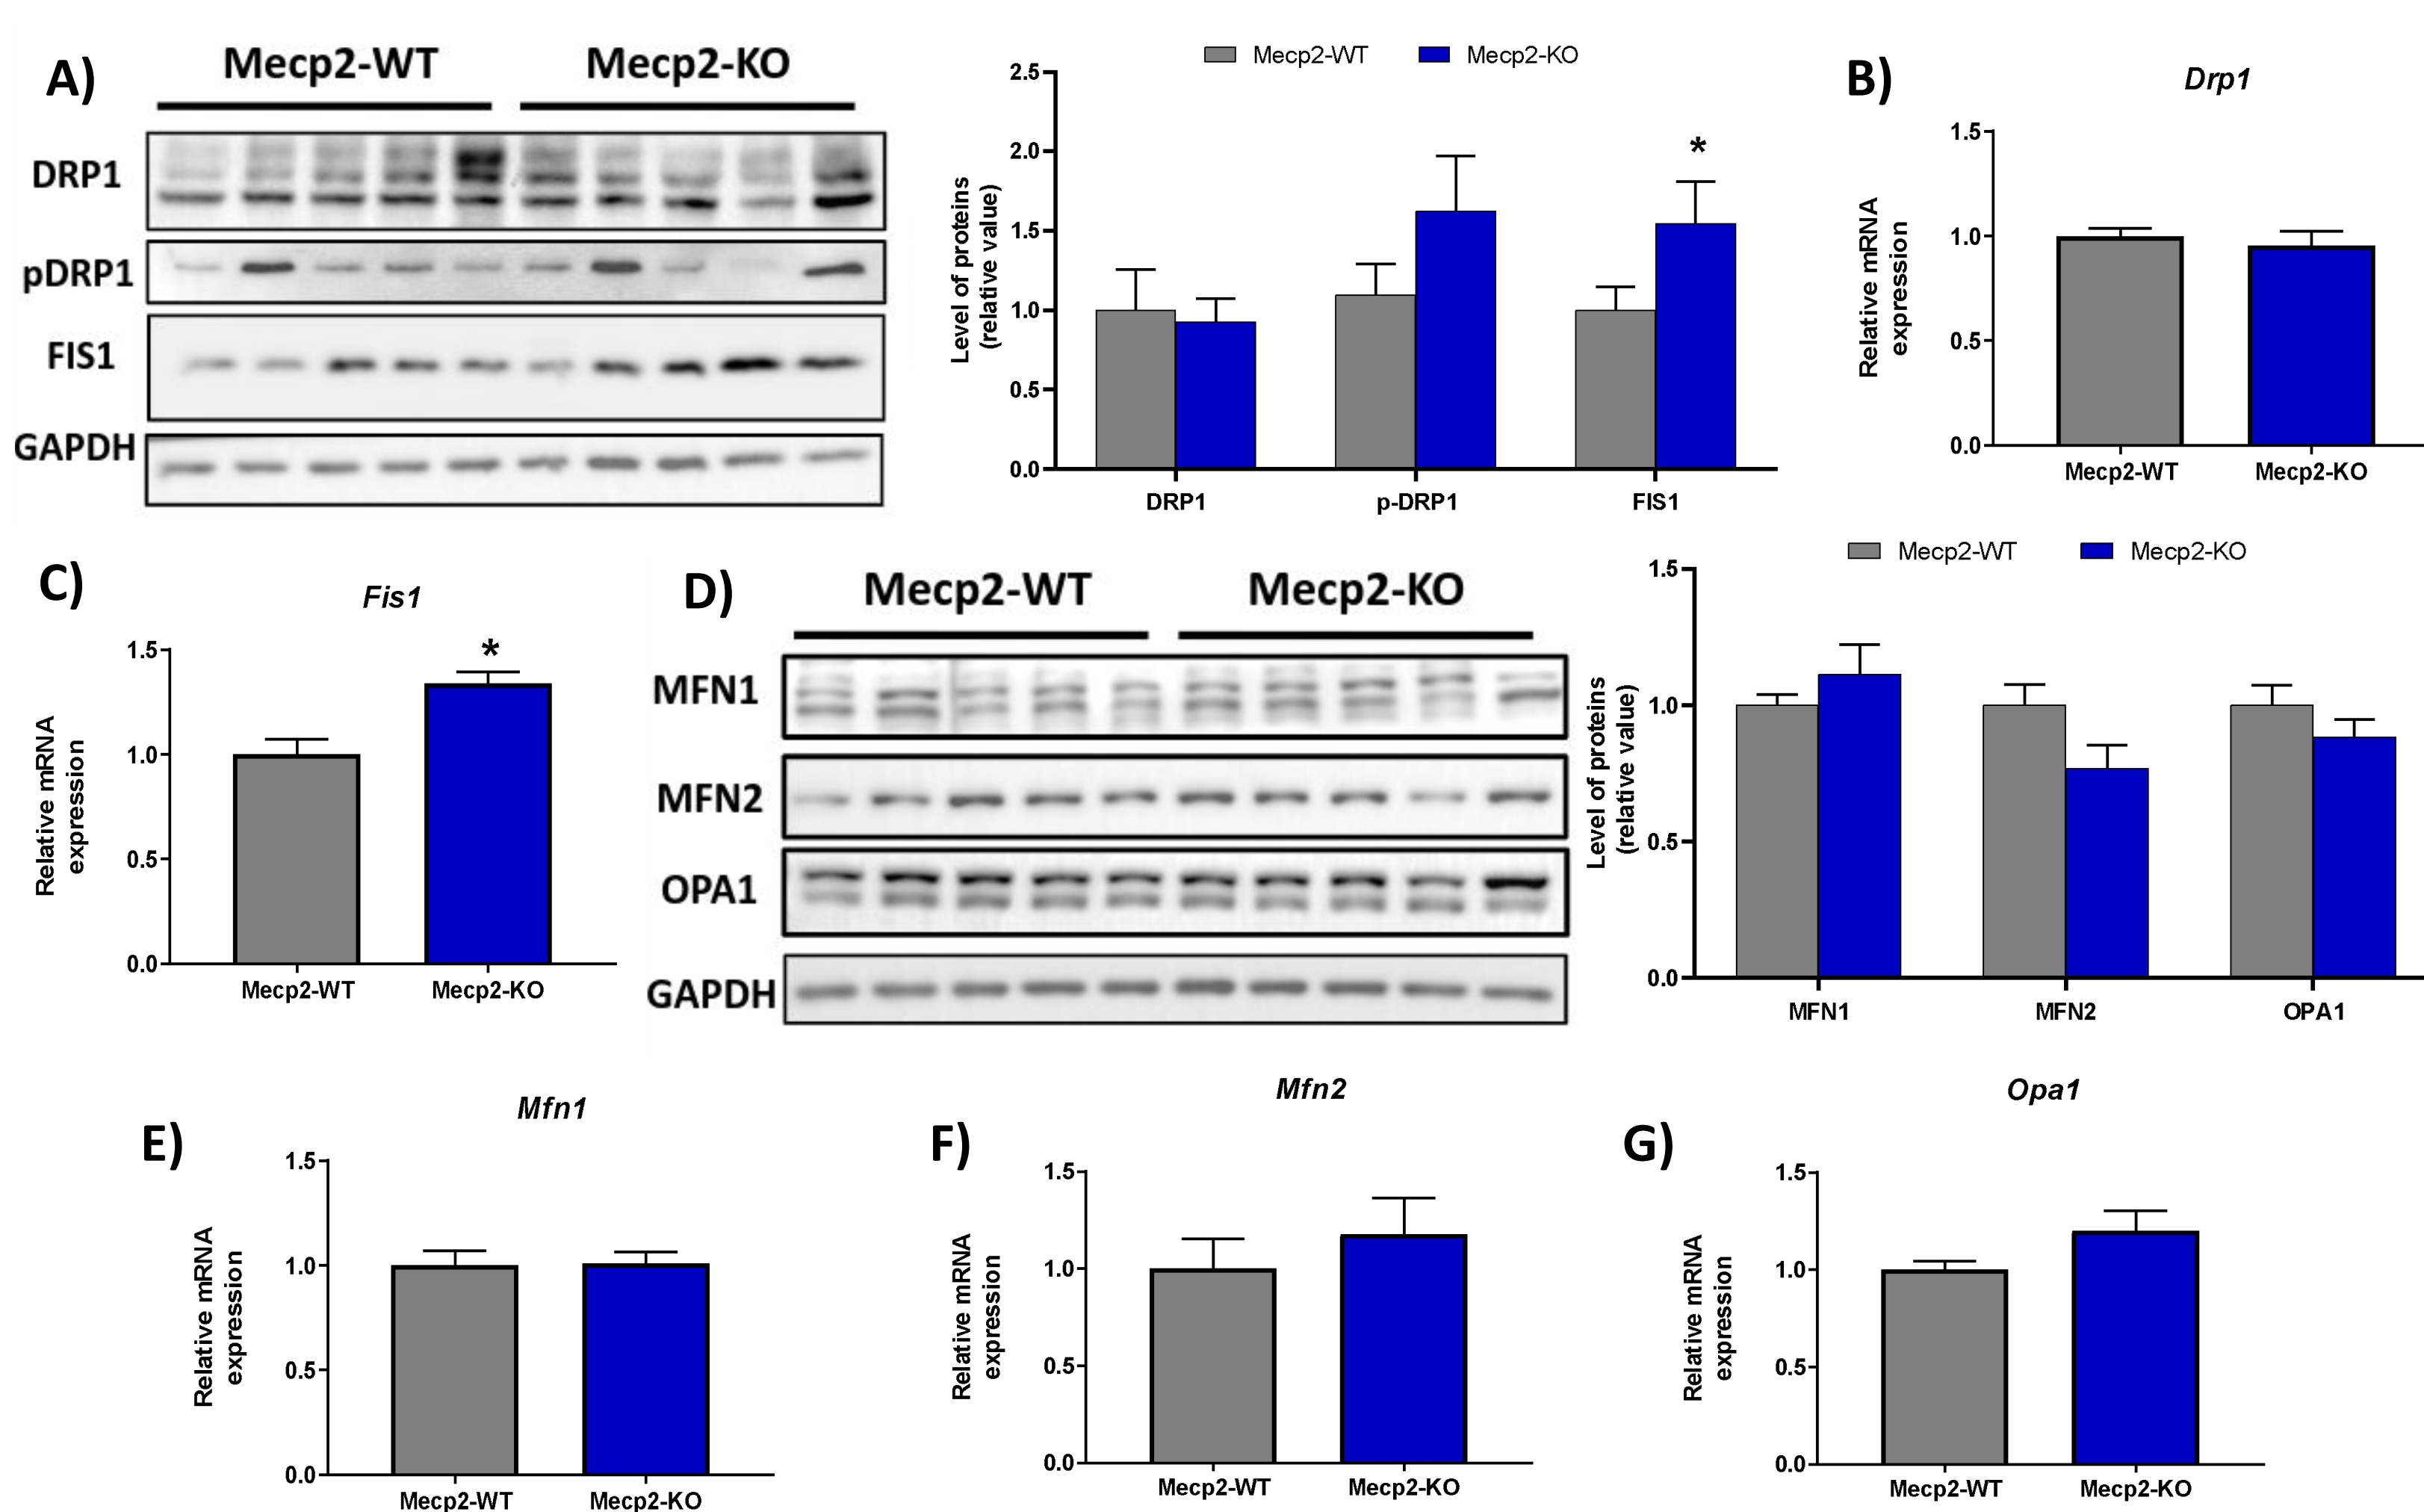 A)
Mecp2-WT Mecp2-KO
DRP1
pDRP1
FIS1
GAPDH
Mecp2-WT Mecp2-KO
Level of proteins
(relative value)
2.5
2.0
1.5
1.0
0.5
0.0
*
DRP1 p-DRP1 FIS1
B)
Drp1
Relative mRNA
expression
1.5
1.0
0.5
0.0
Mecp2-WT Mecp2-KO
C)
Fis1
Relative mRNA
expression
1.5
1.0
0.5
0.0
*
Mecp2-WT Mecp2-KO
D)
Mecp2-WT Mecp2-KO
MFN1
MFN2
OPA1
GAPDH
Mecp2-WT Mecp2-KO
Level of proteins
(relative value)
1.5
1.0
0.5
0.0
MFN1 MFN2 OPA1
E)
Mfn1
Relative mRNA
expression
1.5
1.0
0.5
0.0
Mecp2-WT Mecp2-KO
F)
Mfn2
Relative mRNA
expression
1.5
1.0
0.5
0.0
Mecp2-WT Mecp2-KO
G)
Opa1
Relative mRNA
expression
1.5
1.0
0.5
0.0
Mecp2-WT Mecp2-KO